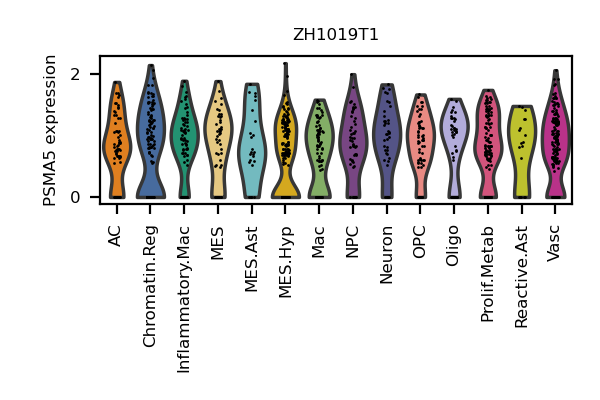 ZH1019T1
PSMA5 expression
2
0
AC
Chromatin.Reg
Inflammatory.Mac
MES
MES.Ast
MES.Hyp
Mac
NPC
Neuron
OPC
Oligo
Prolif.Metab
Reactive.Ast
Vasc